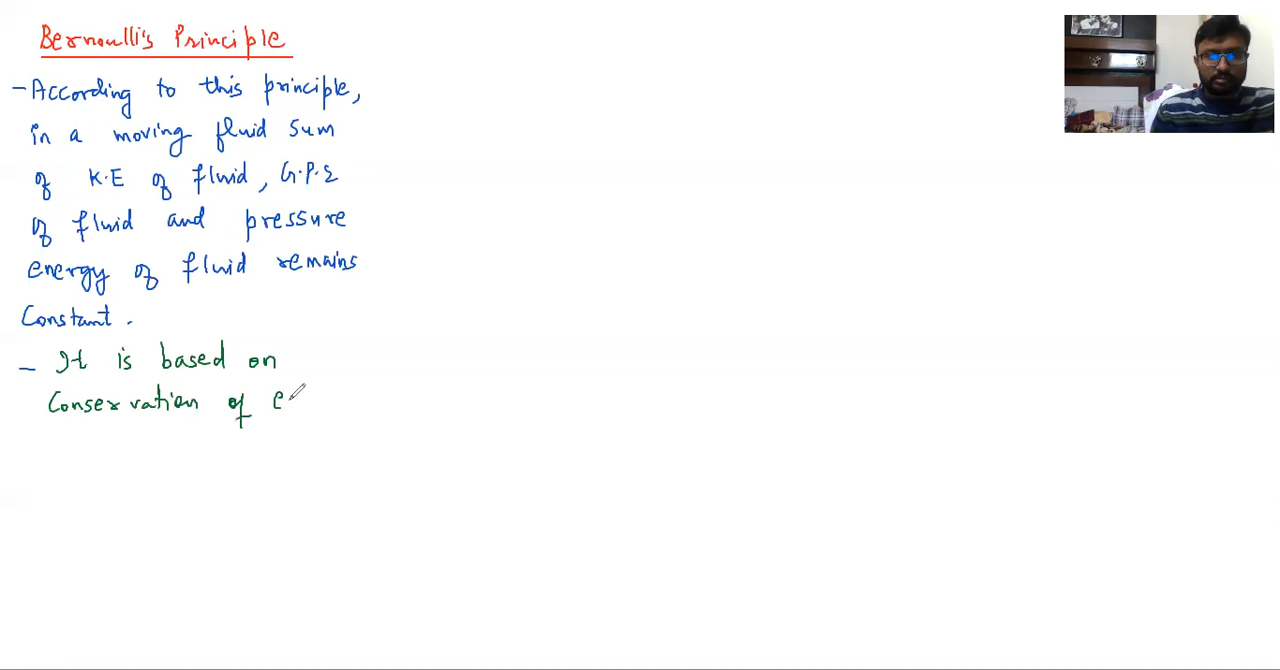 Bernoulli's Principle
- According to this principle,
in a moving fluid sum
of K.E of fluid, G.P.E
of fluid and pressure
energy of fluid remains
Constant.
- It is based on
Conservation of e